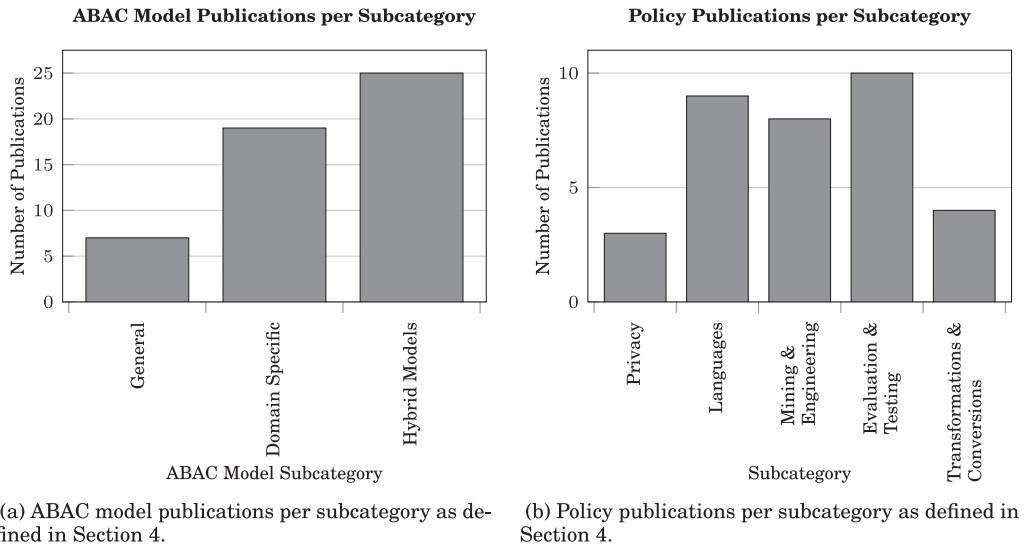 ABAC Model Publications per Subcategory
Number of Publications
25
20
15
10
5
0
General
Domain Specific
Hybrid Models
ABAC Model Subcategory
(a) ABAC model publications per subcategory as de-
fined in Section 4.
Policy Publications per Subcategory
Number of Publications
10
5
0
Privacy
Languages
Mining &
Engineering
Evaluation &
Testing
Transformations &
Conversions
Subcategory
(b) Policy publications per subcategory as defined in
Section 4.